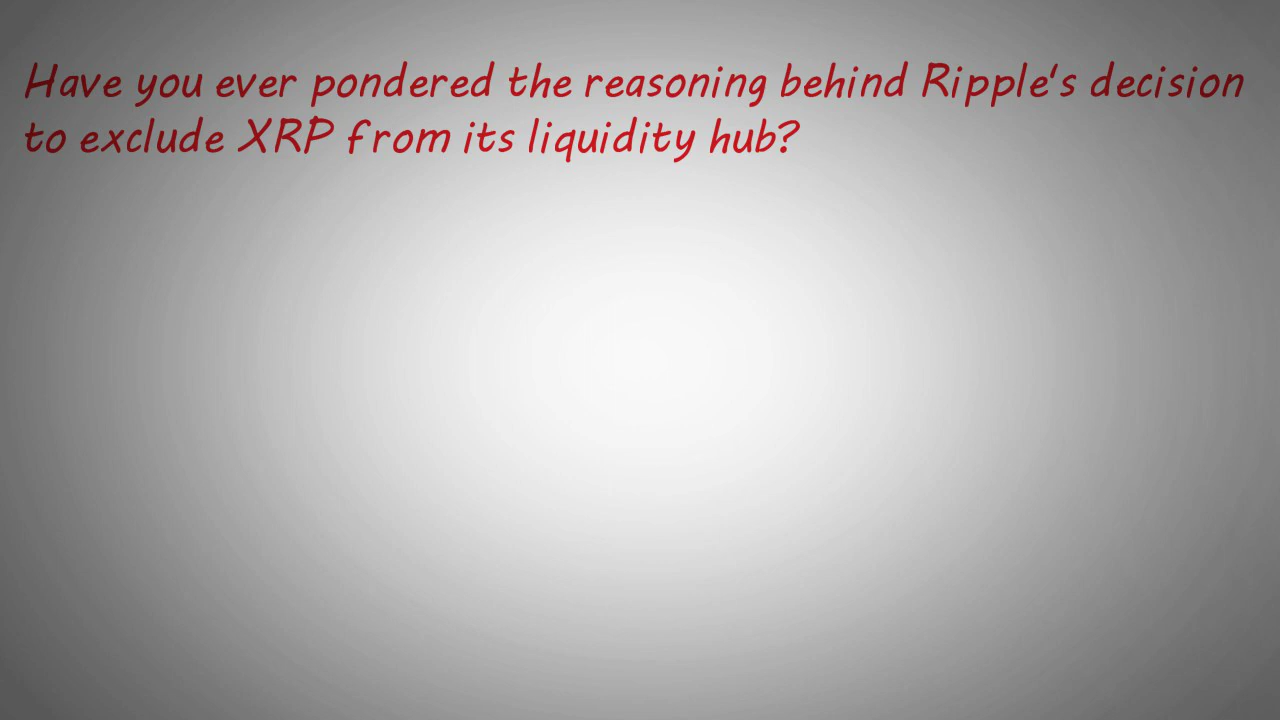 Have you ever pondered the reasoning behind Ripple's decision
to exclude XRP from its liquidity hub?